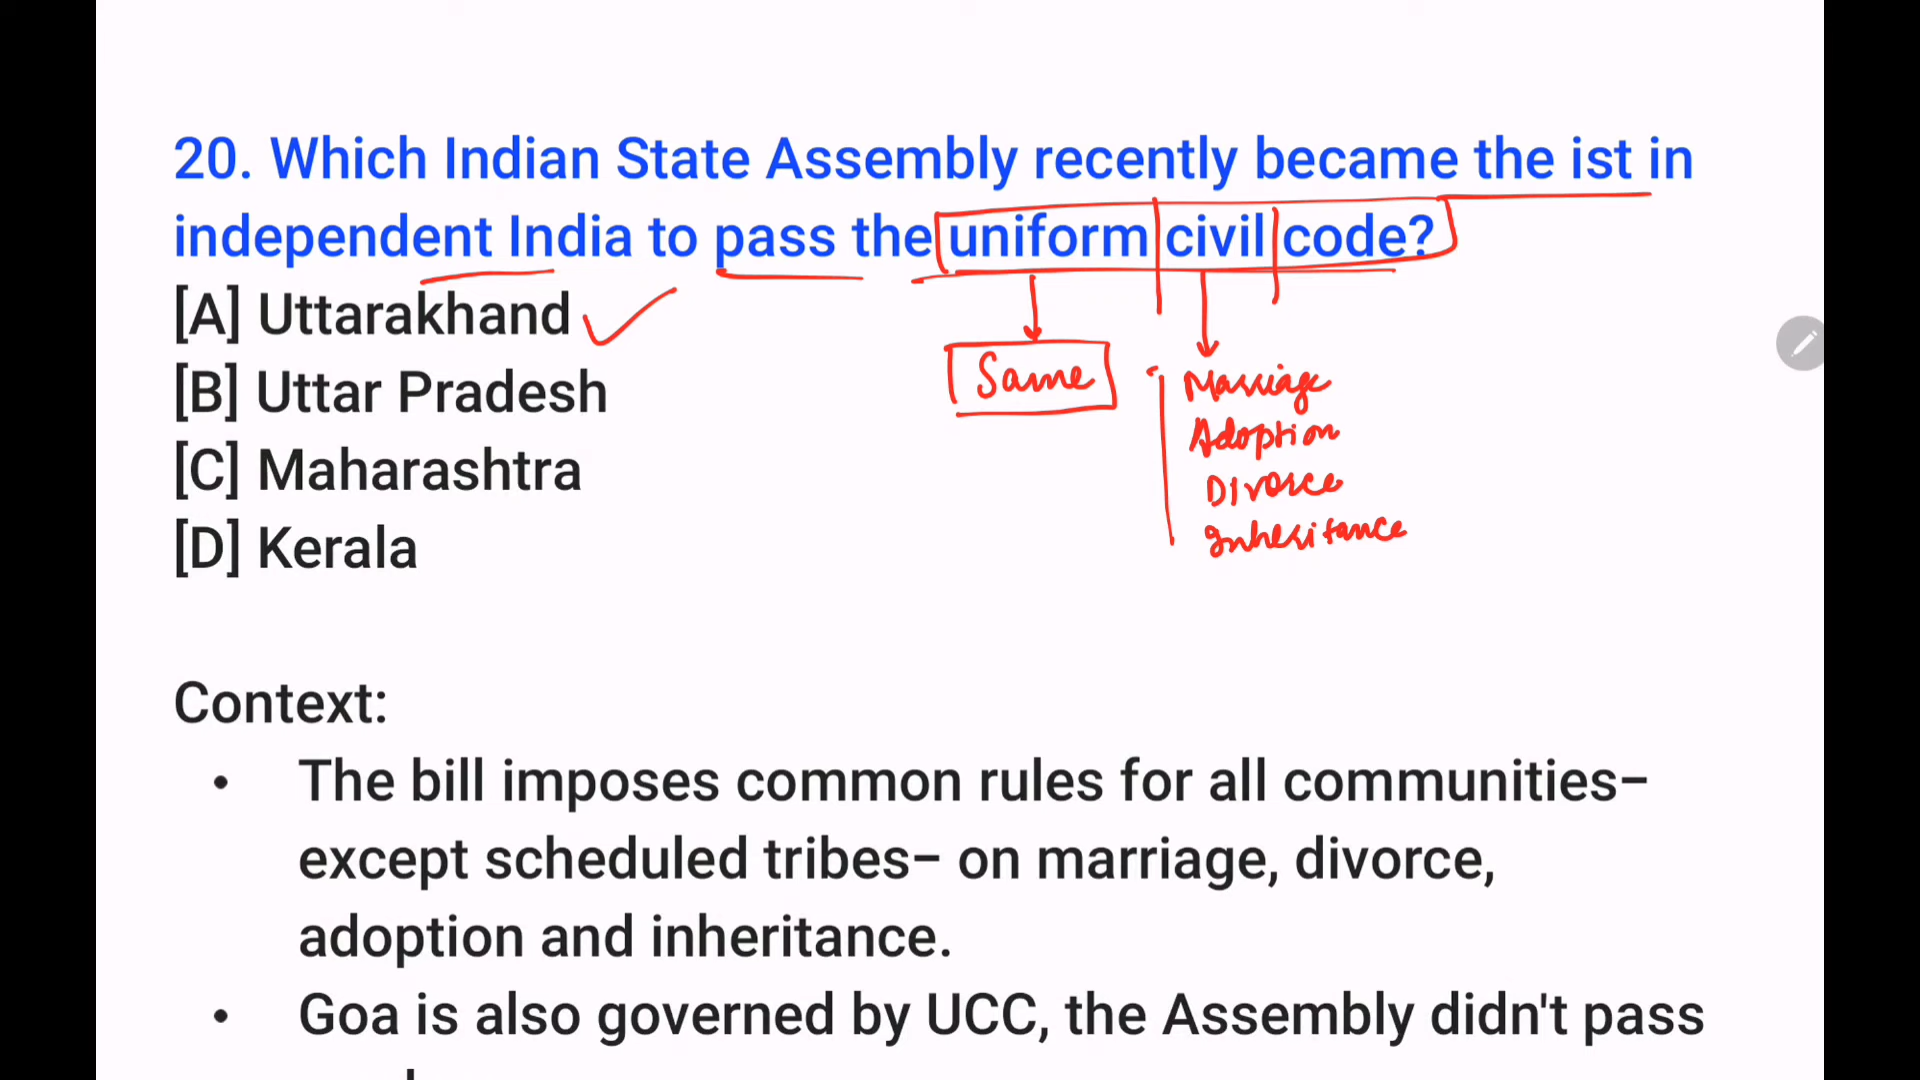 20. Which Indian State Assembly recently became the ist in
independent India to pass the uniform civil code?
[A] Uttarakhand
[B] Uttar Pradesh
[C] Maharashtra
[D] Kerala
Same
Marriage
Adoption
Divorce
Inheritance
Context:
• The bill imposes common rules for all communities–
except scheduled tribes– on marriage, divorce,
adoption and inheritance.
• Goa is also governed by UCC, the Assembly didn't pass